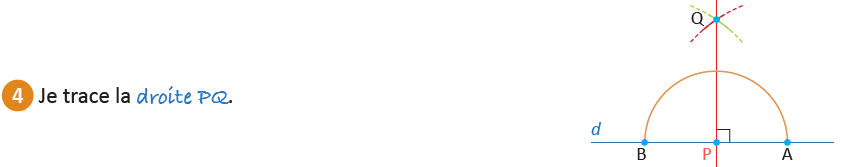 4 Je trace la droite PQ.
Q
d
B P A